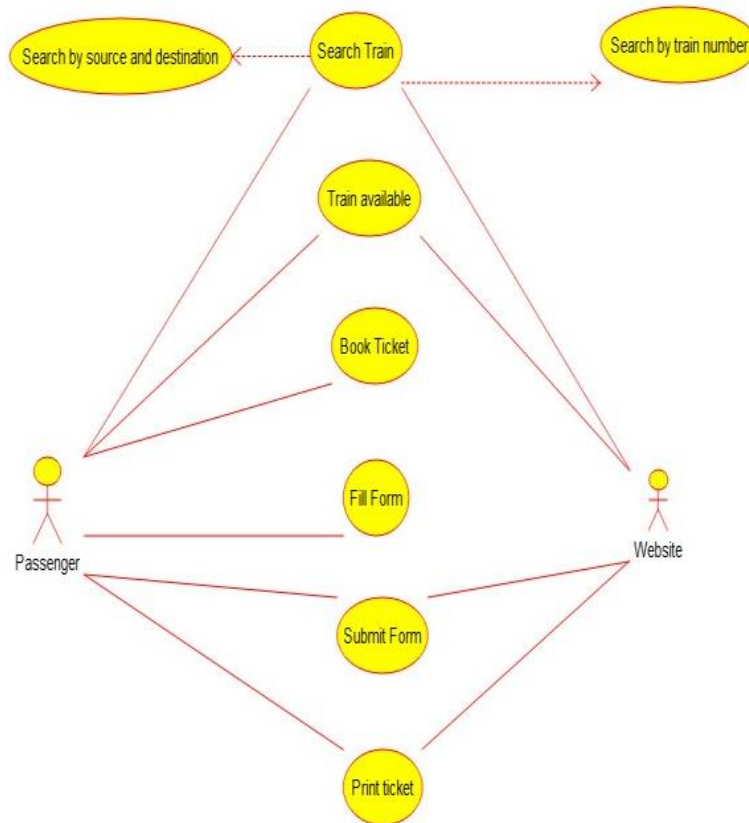 Search by source and destination
Search Train
Search by train number
Train available
Book Ticket
Fill Form
Passenger
Website
Submit Form
Print ticket